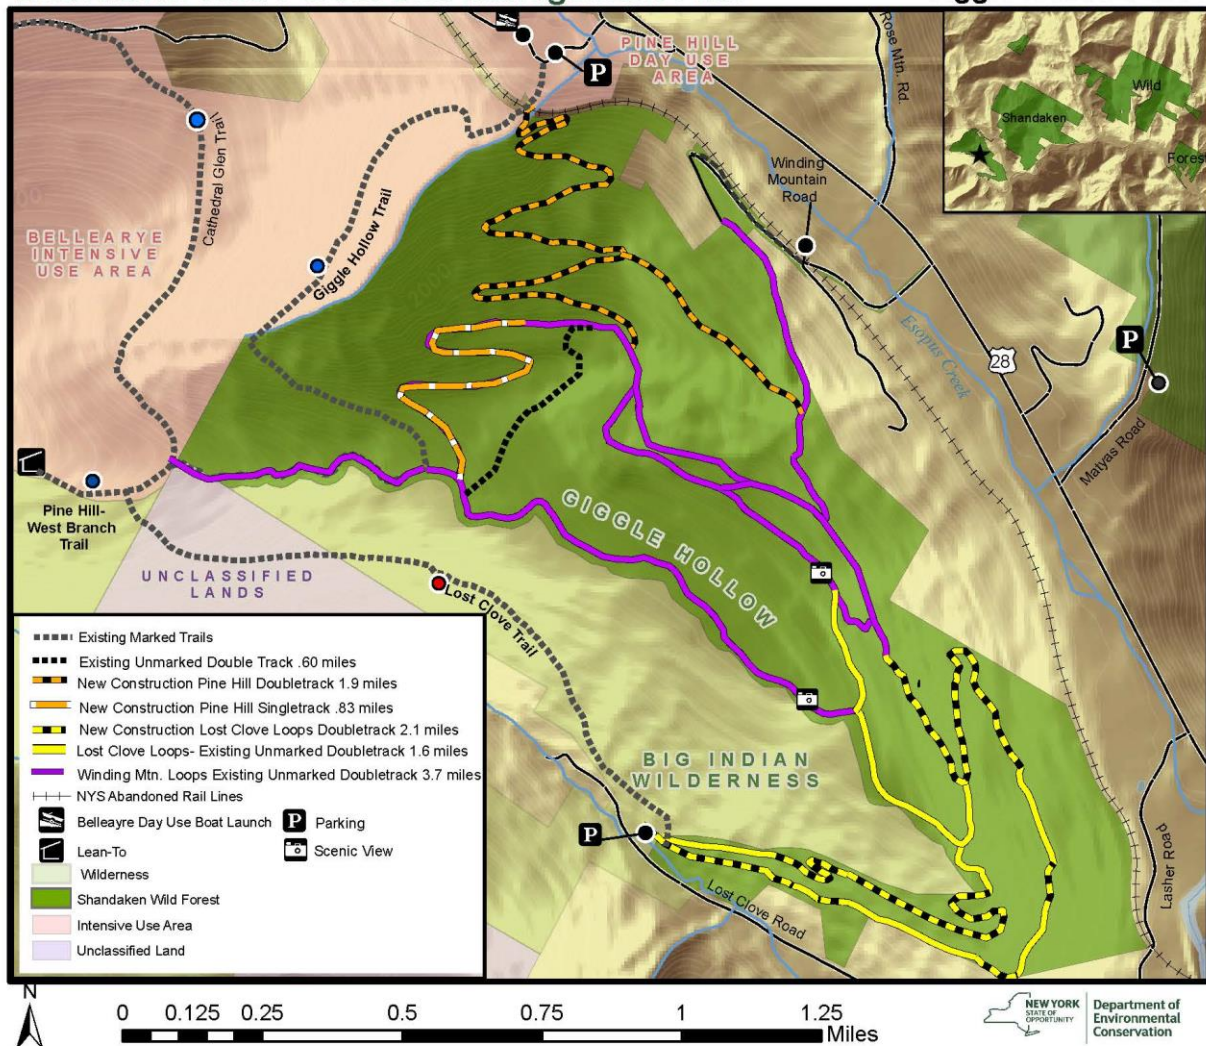 PINE HILL
DAY USE
AREA
P
Rose Mtn. Rd.
Wild
Shandaken
Forest
Winding
Mountain
Road
Cathedral Glen Trail
Giggle Hollow Trail
BELLEARYE
INTENSIVE
USE AREA
Esopus Creek
28
P
Matyas Road
Pine Hill-
West Branch
Trail
GIGGLE HOLLOW
UNCLASSIFIED
LANDS
Lost Clove Trail
BIG INDIAN
WILDERNESS
P
Lost Clove Road
Lasher Road
Existing Marked Trails
Existing Unmarked Double Track .60 miles
New Construction Pine Hill Doubletrack 1.9 miles
New Construction Pine Hill Singletrack .83 miles
New Construction Lost Clove Loops Doubletrack 2.1 miles
Lost Clove Loops- Existing Unmarked Doubletrack 1.6 miles
Winding Mtn. Loops Existing Unmarked Doubletrack 3.7 miles
NYS Abandoned Rail Lines
Belleayre Day Use Boat Launch
P Parking
Lean-To
Scenic View
Wilderness
Shandaken Wild Forest
Intensive Use Area
Unclassified Land
N
0 0.125 0.25 0.5 0.75 1 1.25
Miles
NEW YORK
STATE OF
OPPORTUNITY
Department of
Environmental
Conservation